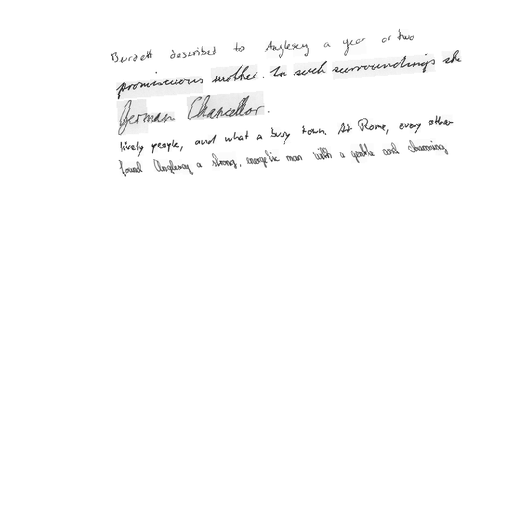 Burdett described to Anglesey a year or two
promiscuous mother. In such surroundings she
German Chancellor.
lively people, and what a busy town. At Rome, every other
found Anglesey a strong, energetic man with a gentle and charming